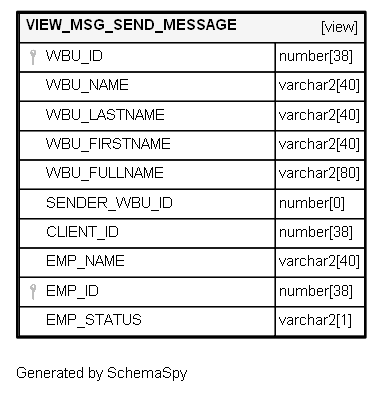 VIEW_MSG_SEND_MESSAGE [view]
WBU_ID number[38]
WBU_NAME varchar2[40]
WBU_LASTNAME varchar2[40]
WBU_FIRSTNAME varchar2[40]
WBU_FULLNAME varchar2[80]
SENDER_WBU_ID number[0]
CLIENT_ID number[38]
EMP_NAME varchar2[40]
EMP_ID number[38]
EMP_STATUS varchar2[1]
Generated by SchemaSpy